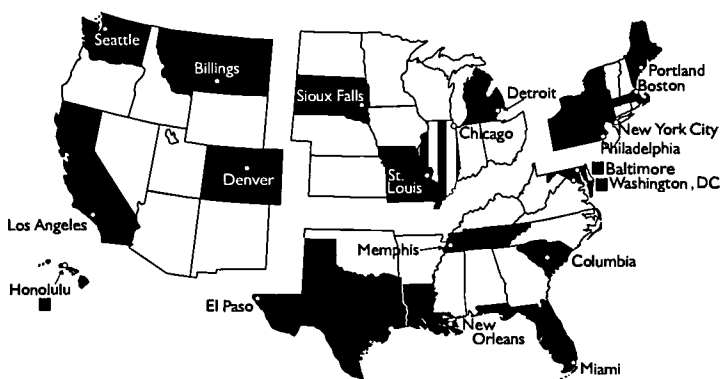 Seattle
Billings
Sioux Falls
Detroit
Portland
Boston
Chicago
New York City
Philadelphia
Baltimore
Washington, DC
Denver
St.
Louis
Los Angeles
Memphis
Columbia
Honolulu
El Paso
New
Orleans
Miami